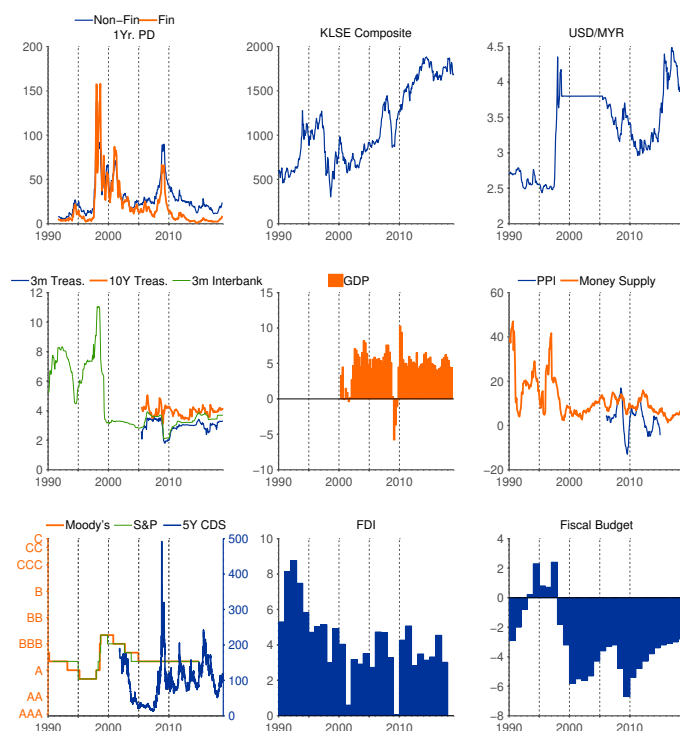 Non−Fin Fin
1Yr. PD
KLSE Composite
USD/MYR
200
150
100
50
0
1990 2000 2010
2000
1500
1000
500
0
1990 2000 2010
4.5
4
3.5
3
2.5
2
1990 2000 2010
3m Treas. 10Y Treas. 3m Interbank
GDP
PPI Money Supply
12
10
8
6
4
2
0
1990 2000 2010
15
10
5
0
−5
−10
1990 2000 2010
60
40
20
0
−20
1990 2000 2010
Moody's S&P 5Y CDS
FDI
Fiscal Budget
C
CC
CCC
B
BB
BBB
A
AA
AAA
500
400
300
200
100
0
1990 2000 2010
10
8
6
4
2
0
1990 2000 2010
4
2
0
−2
−4
−6
−8
1990 2000 2010